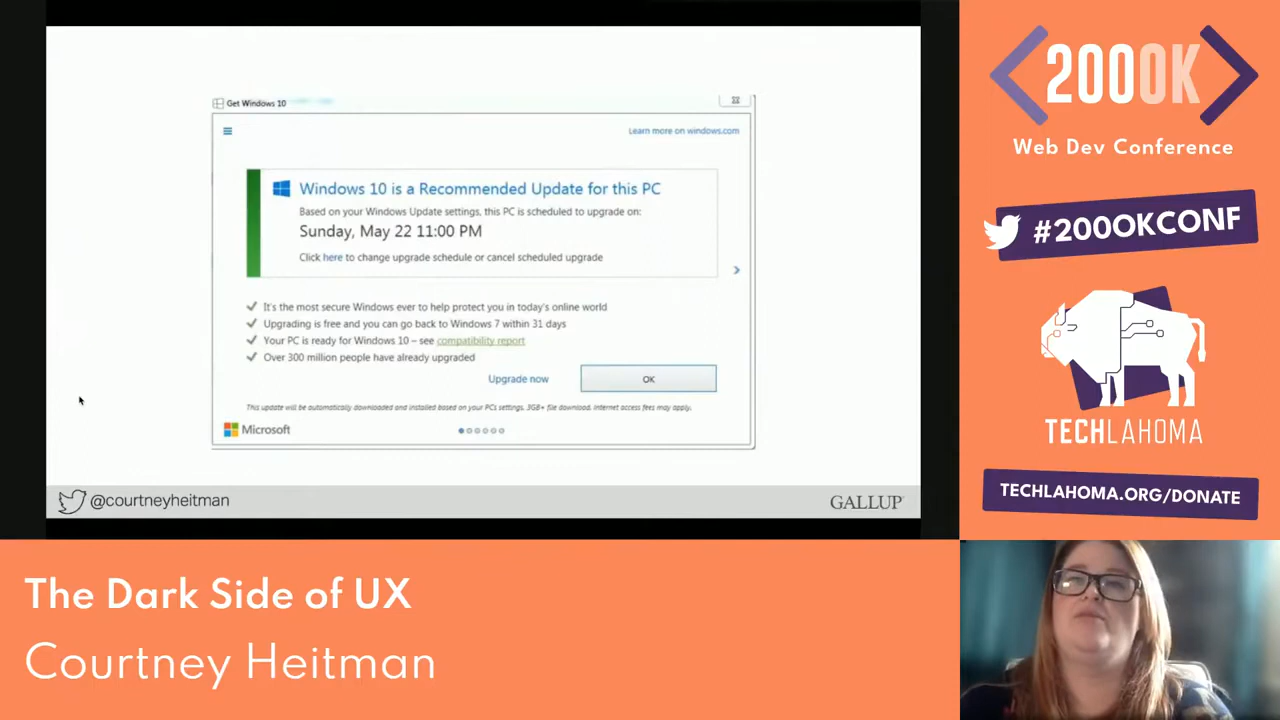 Get Windows 10
Learn more on windows.com
Windows 10 is a Recommended Update for this PC
Based on your Windows Update settings, this PC is scheduled to upgrade on:
Sunday, May 22 11:00 PM
Click here to change upgrade schedule or cancel scheduled upgrade
It's the most secure Windows ever to help protect you in today's online world
Upgrading is free and you can go back to Windows 7 within 31 days
Your PC is ready for Windows 10 – see compatibility report
Over 300 million people have already upgraded
Upgrade now
OK
This update will be automatically downloaded and installed based on your PCs settings. 3GB+ file download. Internet access fees may apply.
Microsoft
@courtneyheitman
GALLUP
The Dark Side of UX
Courtney Heitman
200OK
Web Dev Conference
#200OKCONF
TECHLAHOMA
TECHLAHOMA.ORG/DONATE